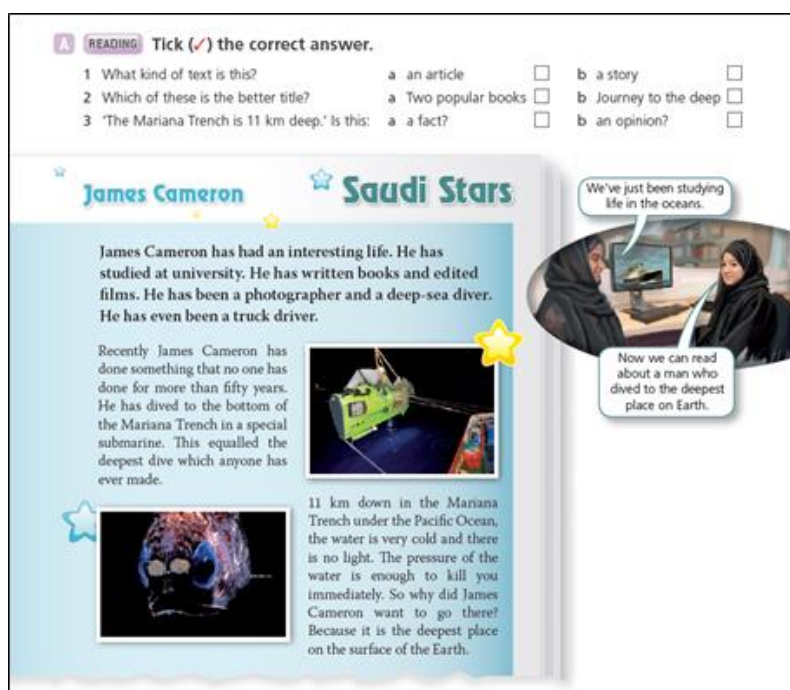 A READING Tick (✓) the correct answer.
1 What kind of text is this? a an article b a story
2 Which of these is the better title? a Two popular books b Journey to the deep
3 'The Mariana Trench is 11 km deep.' Is this: a a fact? b an opinion?
James Cameron
Saudi Stars
James Cameron has had an interesting life. He has
studied at university. He has written books and edited
films. He has been a photographer and a deep-sea diver.
He has even been a truck driver.
Recently James Cameron has
done something that no one has
done for more than fifty years.
He has dived to the bottom of
the Mariana Trench in a special
submarine. This equalled the
deepest dive which anyone has
ever made.
11 km down in the Mariana
Trench under the Pacific Ocean,
the water is very cold and there
is no light. The pressure of the
water is enough to kill you
immediately. So why did James
Cameron want to go there?
Because it is the deepest place
on the surface of the Earth.
We've just been studying
life in the oceans.
Now we can read
about a man who
dived to the deepest
place on Earth.